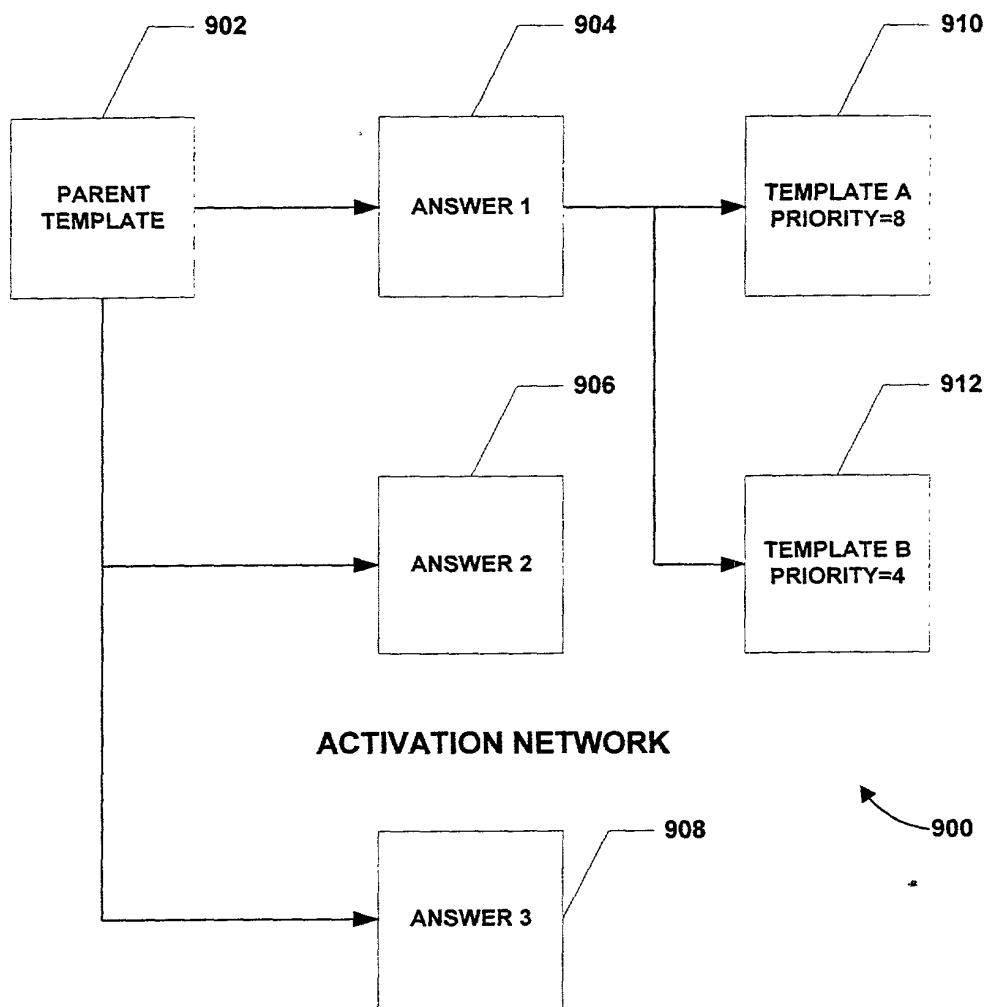 902
904
910
PARENT
TEMPLATE
ANSWER 1
TEMPLATE A
PRIORITY=8
906
912
ANSWER 2
TEMPLATE B
PRIORITY=4
ACTIVATION NETWORK
900
908
ANSWER 3